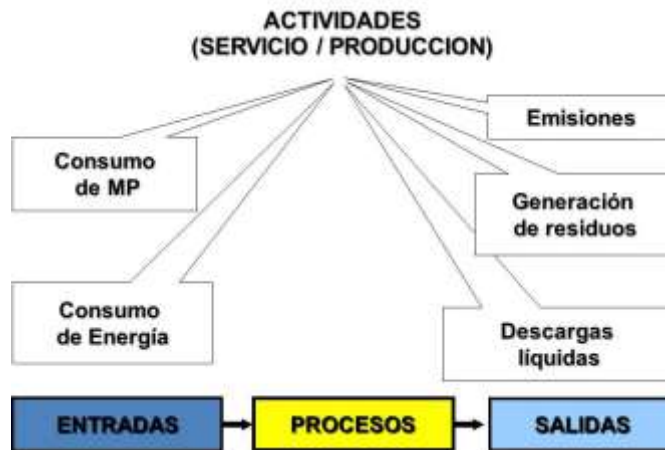 ACTIVIDADES
(SERVICIO / PRODUCCION)
Emisiones
Consumo
de MP
Generación
de residuos
Consumo
de Energía
Descargas
líquidas
ENTRADAS
PROCESOS
SALIDAS